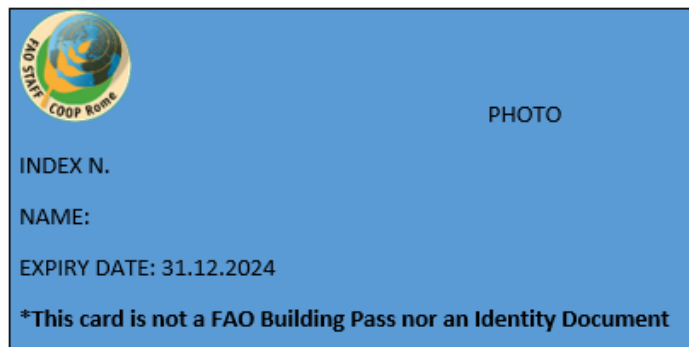 FAO STAFF COOP Rome
PHOTO
INDEX N.
NAME:
EXPIRY DATE: 31.12.2024
*This card is not a FAO Building Pass nor an Identity Document